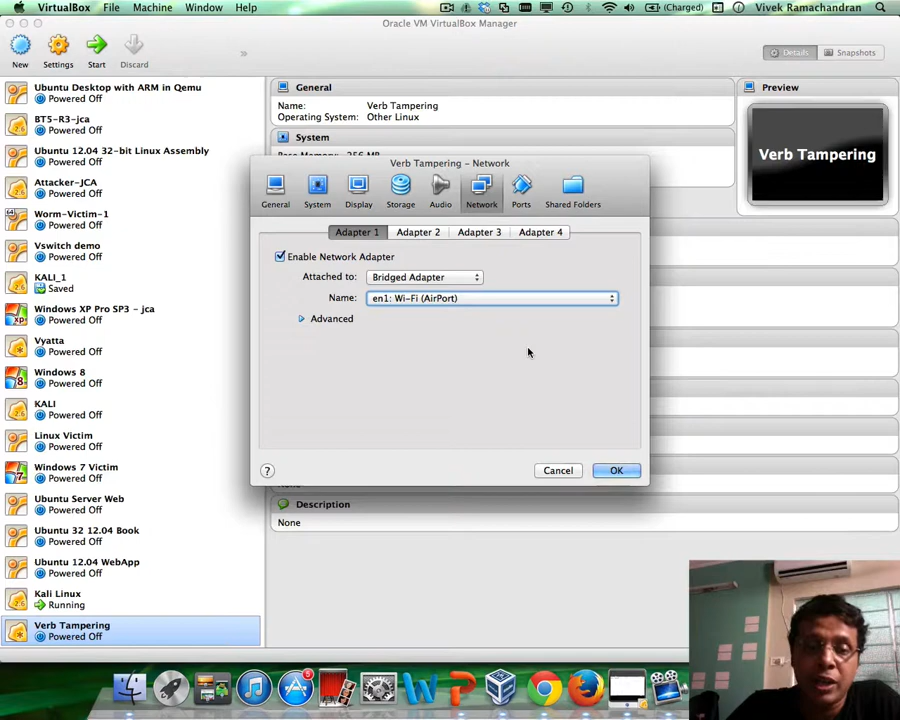 VirtualBox File Machine Window Help (Charged) Vivek Ramachandran
Oracle VM VirtualBox Manager
New Settings Start Discard »
Details Snapshots
Ubuntu Desktop with ARM in Qemu
Powered Off
BT5-R3-jca
Powered Off
Ubuntu 12.04 32-bit Linux Assembly
Powered Off
Attacker-JCA
Powered Off
Worm-Victim-1
Powered Off
Vswitch demo
Powered Off
KALI_1
Saved
Windows XP Pro SP3 - jca
Powered Off
Vyatta
Powered Off
Windows 8
Powered Off
KALI
Powered Off
Linux Victim
Powered Off
Windows 7 Victim
Powered Off
Ubuntu Server Web
Powered Off
Ubuntu 32 12.04 Book
Powered Off
Ubuntu 12.04 WebApp
Powered Off
Kali Linux
Running
Verb Tampering
Powered Off
General
Name: Verb Tampering
Operating System: Other Linux
System
Preview
Verb Tampering
Verb Tampering – Network
General System Display Storage Audio Network Ports Shared Folders
Adapter 1 Adapter 2 Adapter 3 Adapter 4
Enable Network Adapter
Attached to: Bridged Adapter
Name: en1: Wi-Fi (AirPort)
Advanced
? Cancel OK
Description
None